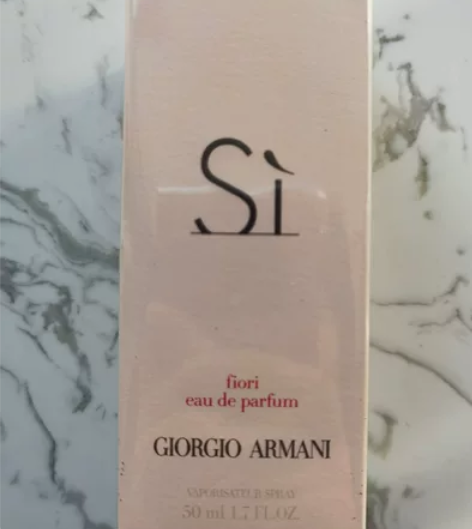 Sì
fiori
eau de parfum
GIORGIO ARMANI
VAPORISATEUR SPRAY
50 ml 1.7 FL.OZ.